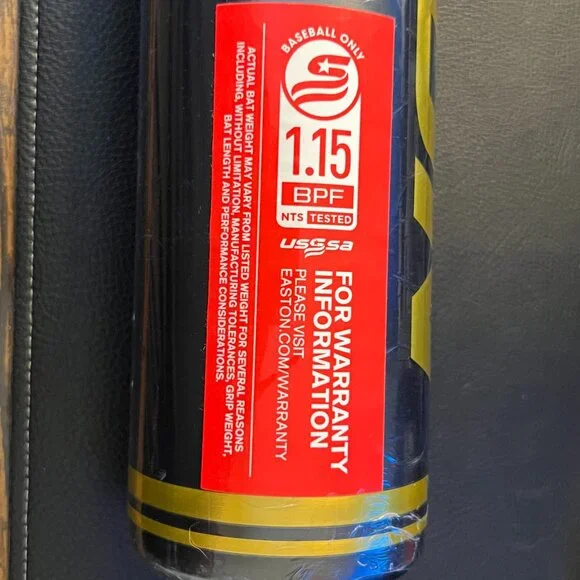 BASEBALL ONLY
1.15
BPF
NTS TESTED
usssa
FOR WARRANTY
INFORMATION
PLEASE VISIT
EASTON.COM/WARRANTY
ACTUAL BAT WEIGHT MAY VARY FROM LISTED WEIGHT FOR SEVERAL REASONS
INCLUDING, WITHOUT LIMITATION, MANUFACTURING TOLERANCES, GRIP WEIGHT,
BAT LENGTH AND PERFORMANCE CONSIDERATIONS.